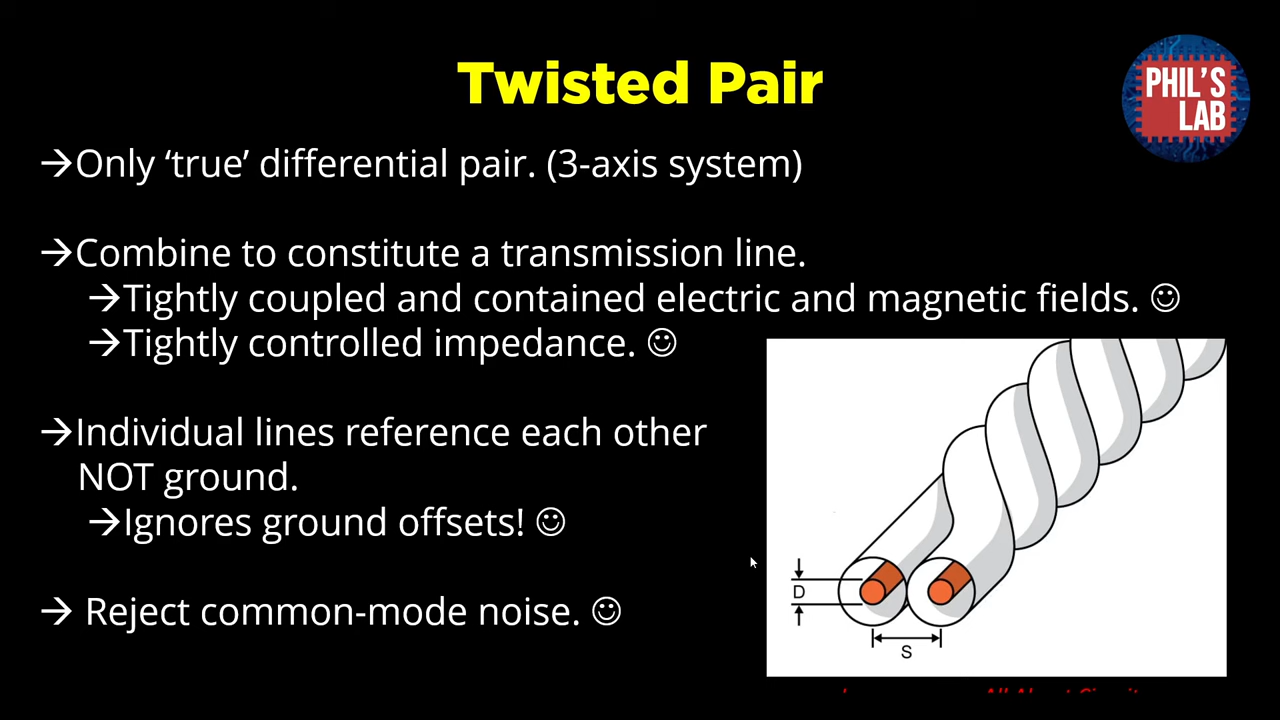 Twisted Pair
PHIL'S
LAB
→Only ‘true’ differential pair. (3-axis system)
→Combine to constitute a transmission line.
→Tightly coupled and contained electric and magnetic fields. ☺
→Tightly controlled impedance. ☺
→Individual lines reference each other
NOT ground.
→Ignores ground offsets! ☺
→ Reject common-mode noise. ☺
D
S